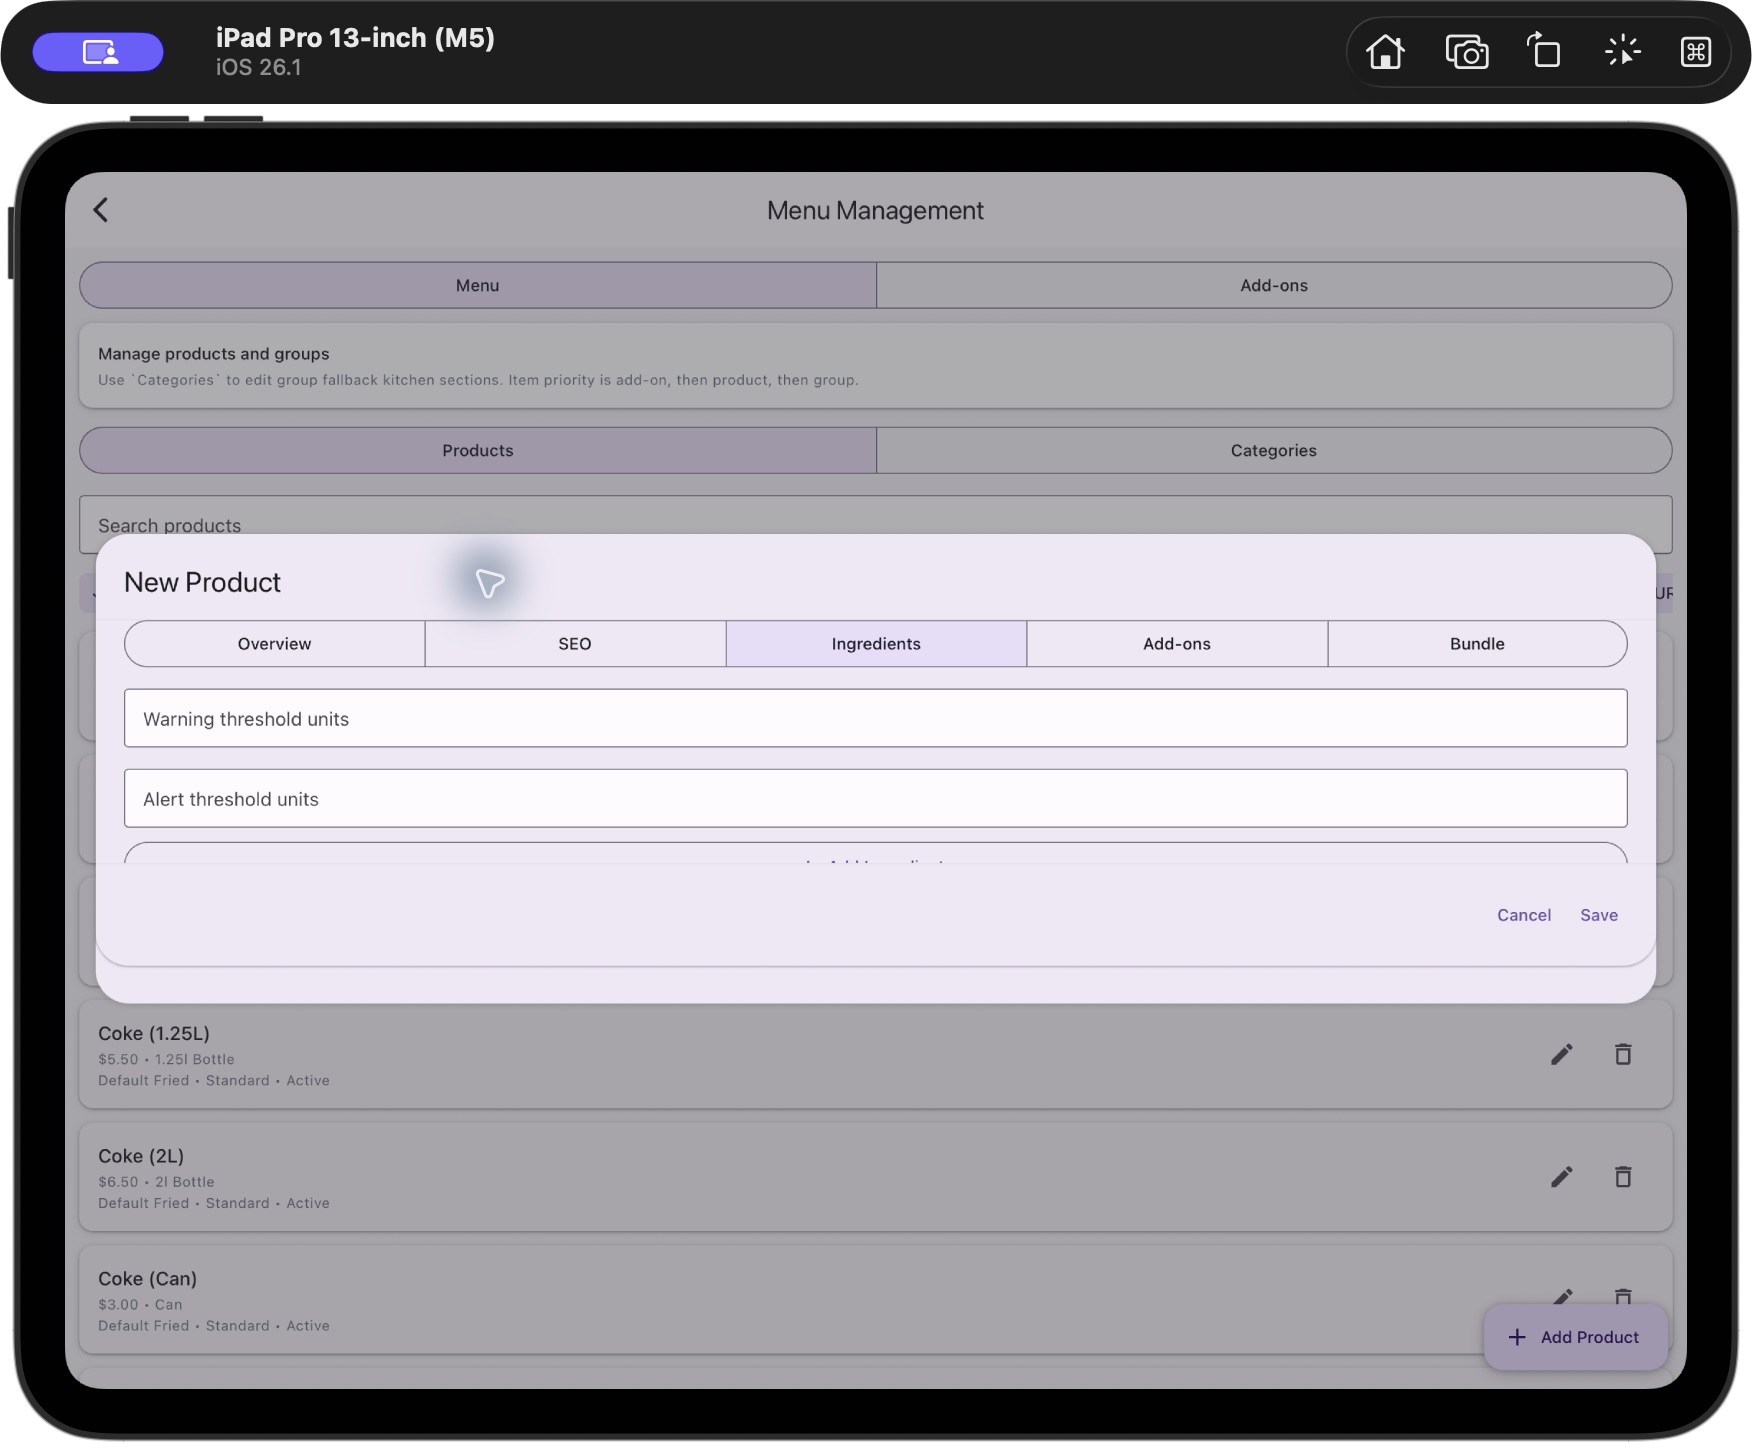 iPad Pro 13-inch (M5)
iOS 26.1
Menu Management
Menu
Add-ons
Manage products and groups
Use `Categories` to edit group fallback kitchen sections. Item priority is add-on, then product, then group.
Products
Categories
Search products
New Product
Overview
SEO
Ingredients
Add-ons
Bundle
Warning threshold units
Alert threshold units
Cancel
Save
Coke (1.25L)
$5.50 • 1.25l Bottle
Default Fried • Standard • Active
Coke (2L)
$6.50 • 2l Bottle
Default Fried • Standard • Active
Coke (Can)
$3.00 • Can
Default Fried • Standard • Active
+ Add Product